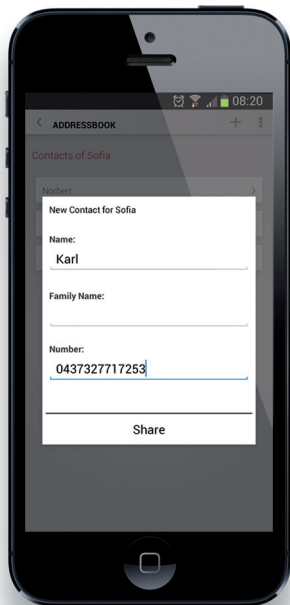 08:20
ADDRESSBOOK
Contacts of Sofia
Norbert
New Contact for Sofia
Name:
Karl
Family Name:
Number:
0437327717253
Share